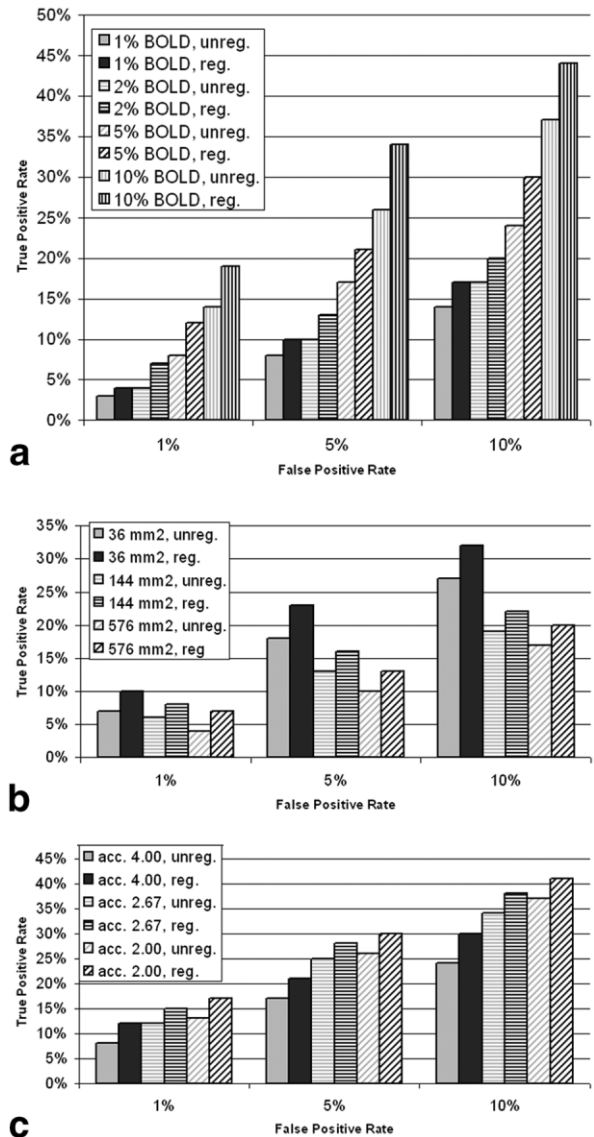 50%
45%
40%
35%
30%
25%
20%
15%
10%
5%
0%
True Positive Rate
1% BOLD, unreg.
1% BOLD, reg.
2% BOLD, unreg.
2% BOLD, reg.
5% BOLD, unreg.
5% BOLD, reg.
10% BOLD, unreg.
10% BOLD, reg.
1% 5% 10%
False Positive Rate
a
35%
30%
25%
20%
15%
10%
5%
0%
True Positive Rate
36 mm2, unreg.
36 mm2, reg.
144 mm2, unreg.
144 mm2, reg.
576 mm2, unreg.
576 mm2, reg
1% 5% 10%
False Positive Rate
b
45%
40%
35%
30%
25%
20%
15%
10%
5%
0%
True Positive Rate
acc. 4.00, unreg.
acc. 4.00, reg.
acc. 2.67, unreg.
acc. 2.67, reg.
acc. 2.00, unreg.
acc. 2.00, reg.
1% 5% 10%
False Positive Rate
c